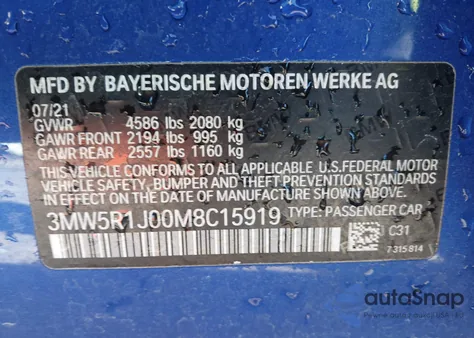 MFD BY BAYERISCHE MOTOREN WERKE AG
07/21
GVWR 4586 lbs 2080 kg
GAWR FRONT 2194 lbs 995 kg
GAWR REAR 2557 lbs 1160 kg
THIS VEHICLE CONFORMS TO ALL APPLICABLE U.S.FEDERAL MOTOR
VEHICLE SAFETY, BUMPER AND THEFT PREVENTION STANDARDS
IN EFFECT ON THE DATE OF MANUFACTURE SHOWN ABOVE.
3MW5R1J00M8C15919 TYPE: PASSENGER CAR
C31
7 315 814
autoSnap